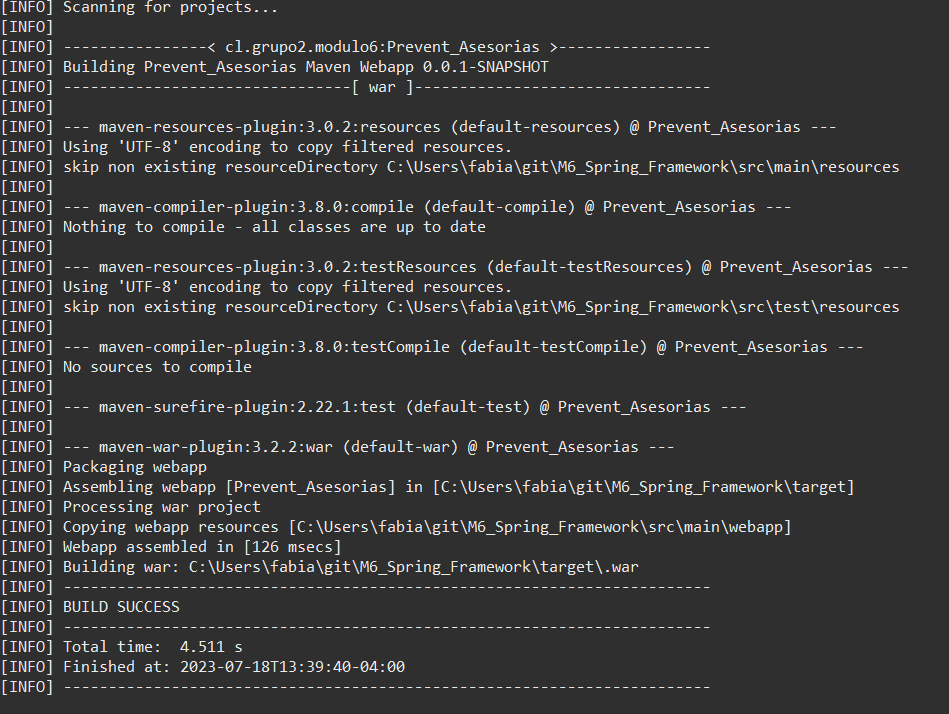 [INFO] Scanning for projects...
[INFO]
[INFO] ----------------< cl.grupo2.modulo6:Prevent_Asesorias >-----------------
[INFO] Building Prevent_Asesorias Maven Webapp 0.0.1-SNAPSHOT
[INFO] --------------------------------[ war ]---------------------------------
[INFO]
[INFO] --- maven-resources-plugin:3.0.2:resources (default-resources) @ Prevent_Asesorias ---
[INFO] Using 'UTF-8' encoding to copy filtered resources.
[INFO] skip non existing resourceDirectory C:\Users\fabia\git\M6_Spring_Framework\src\main\resources
[INFO]
[INFO] --- maven-compiler-plugin:3.8.0:compile (default-compile) @ Prevent_Asesorias ---
[INFO] Nothing to compile - all classes are up to date
[INFO]
[INFO] --- maven-resources-plugin:3.0.2:testResources (default-testResources) @ Prevent_Asesorias ---
[INFO] Using 'UTF-8' encoding to copy filtered resources.
[INFO] skip non existing resourceDirectory C:\Users\fabia\git\M6_Spring_Framework\src\test\resources
[INFO]
[INFO] --- maven-compiler-plugin:3.8.0:testCompile (default-testCompile) @ Prevent_Asesorias ---
[INFO] No sources to compile
[INFO]
[INFO] --- maven-surefire-plugin:2.22.1:test (default-test) @ Prevent_Asesorias ---
[INFO]
[INFO] --- maven-war-plugin:3.2.2:war (default-war) @ Prevent_Asesorias ---
[INFO] Packaging webapp
[INFO] Assembling webapp [Prevent_Asesorias] in [C:\Users\fabia\git\M6_Spring_Framework\target]
[INFO] Processing war project
[INFO] Copying webapp resources [C:\Users\fabia\git\M6_Spring_Framework\src\main\webapp]
[INFO] Webapp assembled in [126 msecs]
[INFO] Building war: C:\Users\fabia\git\M6_Spring_Framework\target\.war
[INFO] ------------------------------------------------------------------------
[INFO] BUILD SUCCESS
[INFO] ------------------------------------------------------------------------
[INFO] Total time:  4.511 s
[INFO] Finished at: 2023-07-18T13:39:40-04:00
[INFO] ------------------------------------------------------------------------